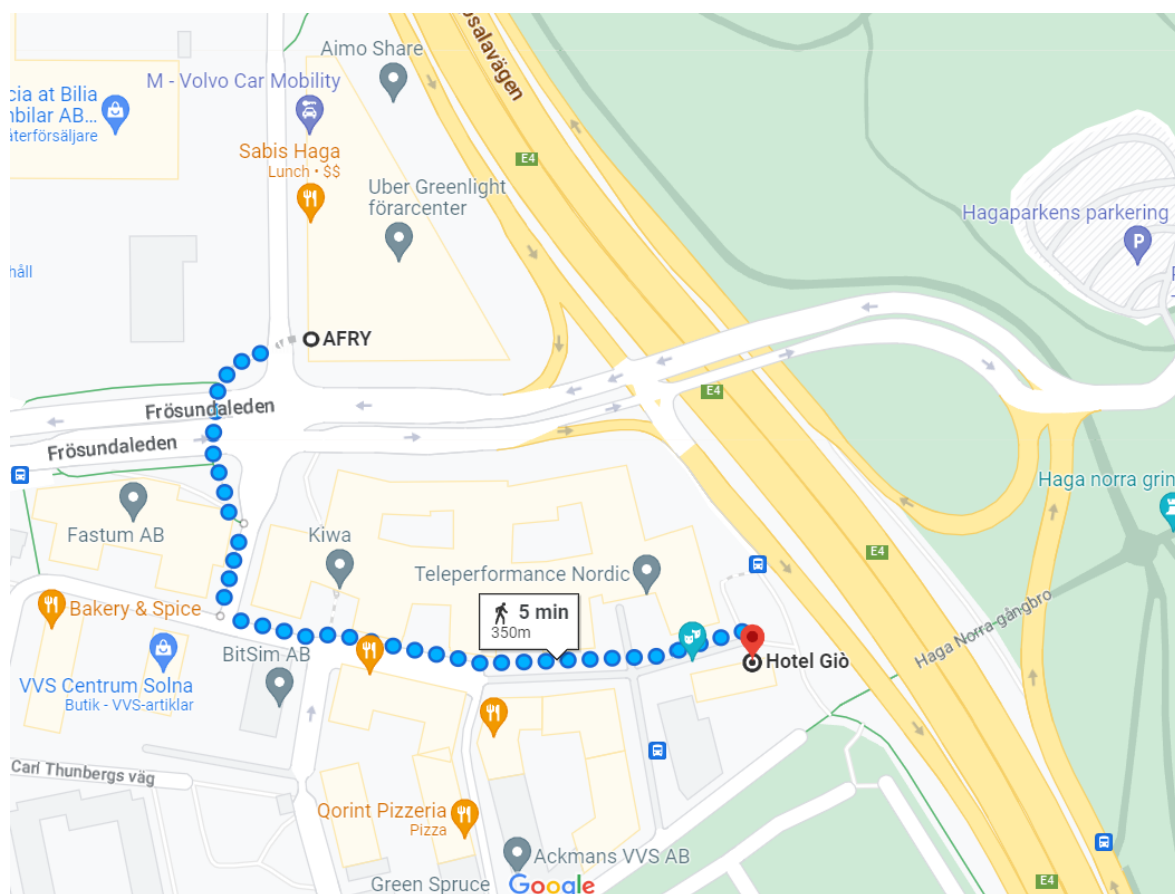 Aimo Share
salavägen
M - Volvo Car Mobility
cia at Bilia
nbilar AB...
återförsäljare
Sabis Haga
Lunch • $$
E4
Uber Greenlight
förarcenter
Hagaparkens parkering
P
håll
AFRY
E4
Frösundaleden
Frösundaleden
Haga norra grin
Fastum AB
Kiwa
E4
Teleperformance Nordic
5 min
350m
Bakery & Spice
BitSim AB
Hotel Giò
Haga Norra-gångbro
VVS Centrum Solna
Butik - VVS-artiklar
Carl Thunbergs väg
Qorint Pizzeria
Pizza
Ackmans VVS AB
Green Spruce
Google
E4